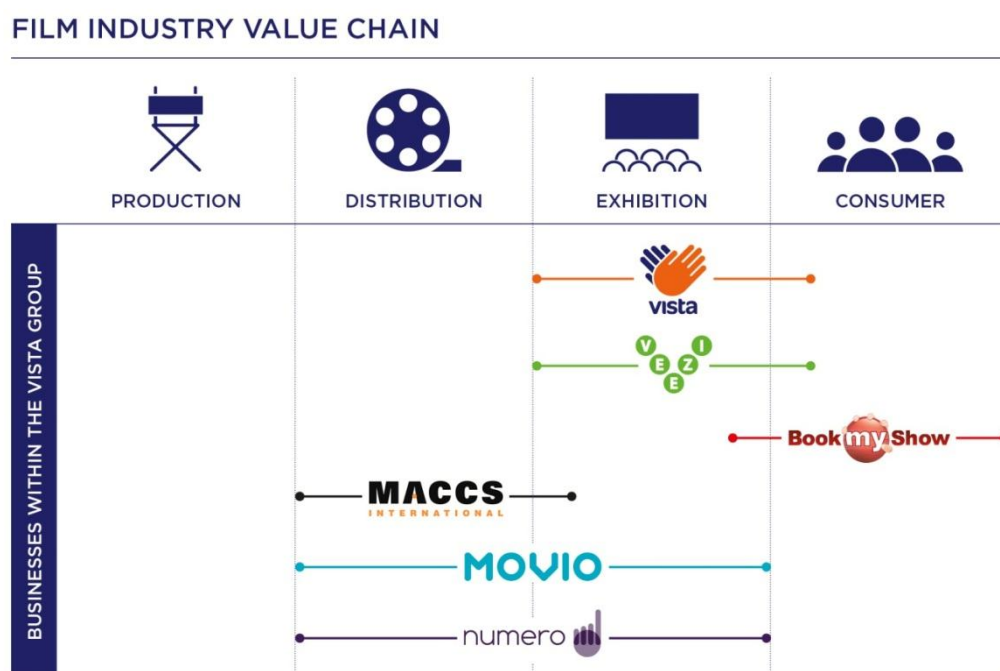 FILM INDUSTRY VALUE CHAIN
PRODUCTION
DISTRIBUTION
EXHIBITION
CONSUMER
BUSINESSES WITHIN THE VISTA GROUP
vista
VEEZI
Book my Show
MACCS
INTERNATIONAL
MOVIO
numero